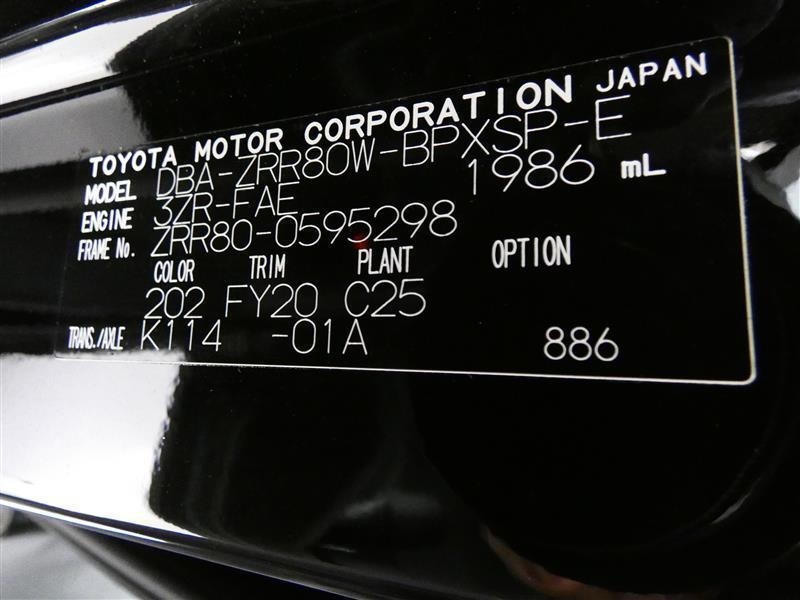 TOYOTA MOTOR CORPORATION JAPAN
MODEL DBA-ZRR80W-BPXSP-E
ENGINE 3ZR-FAE 1986 mL
FRAME No. ZRR80-0595298
COLOR TRIM PLANT OPTION
202 FY20 C25
TRANS./AXLE K114 -01A 886